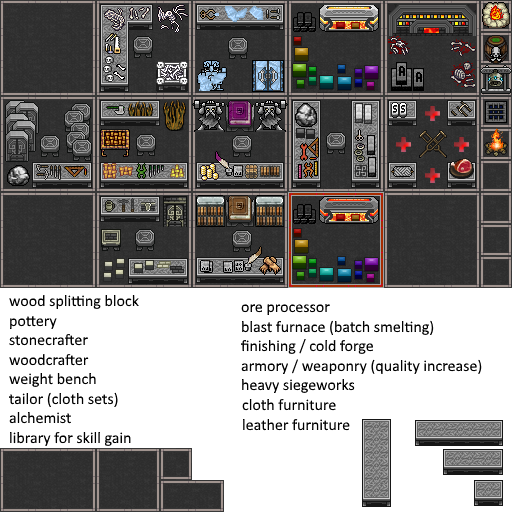 SS
wood splitting block
pottery
stonecrafter
woodcrafter
weight bench
tailor (cloth sets)
alchemist
library for skill gain
ore processor
blast furnace (batch smelting)
finishing / cold forge
armory / weaponry (quality increase)
heavy siegeworks
cloth furniture
leather furniture